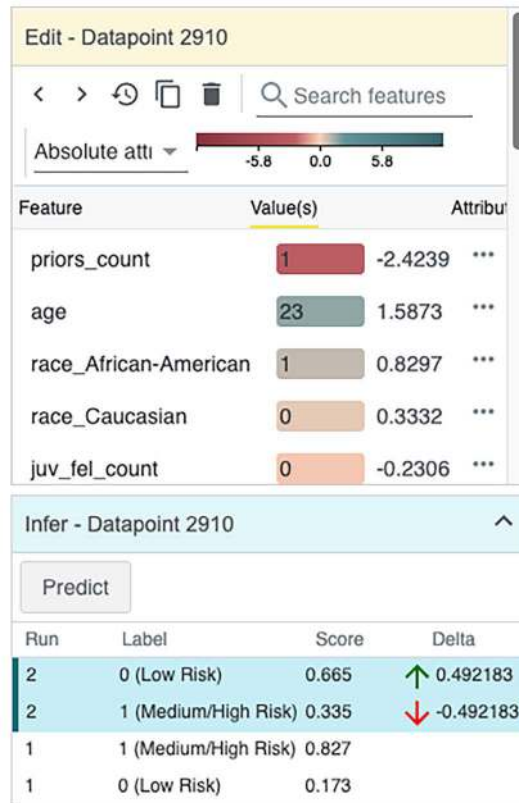 Edit - Datapoint 2910
Search features
Absolute attı
-5.8 0.0 5.8
Feature Value(s) Attribut
priors_count 1 -2.4239
age 23 1.5873
race_African-American 1 0.8297
race_Caucasian 0 0.3332
juv_fel_count 0 -0.2306
Infer - Datapoint 2910
Predict
Run Label Score Delta
2 0 (Low Risk) 0.665 0.492183
2 1 (Medium/High Risk) 0.335 -0.492183
1 1 (Medium/High Risk) 0.827
1 0 (Low Risk) 0.173